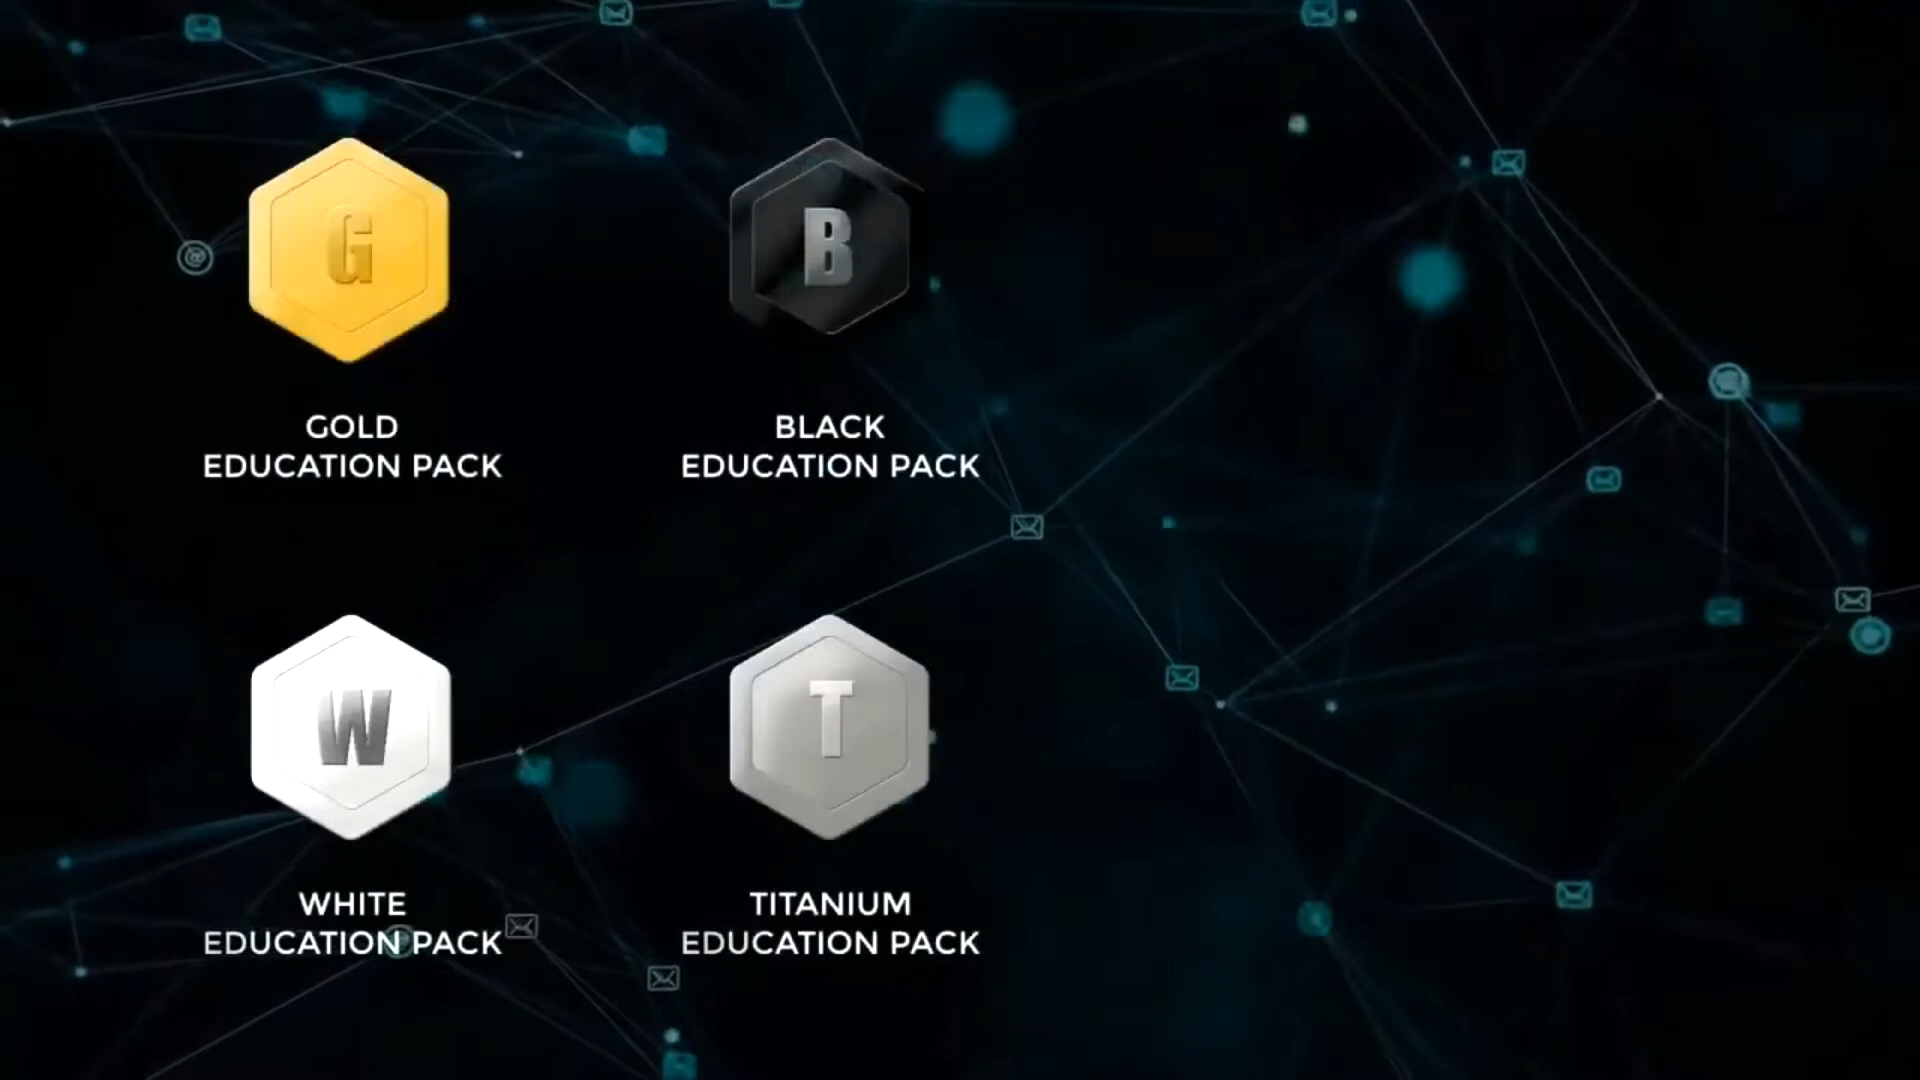 G
B
GOLD
EDUCATION PACK
BLACK
EDUCATION PACK
W
T
WHITE
EDUCATION PACK
TITANIUM
EDUCATION PACK